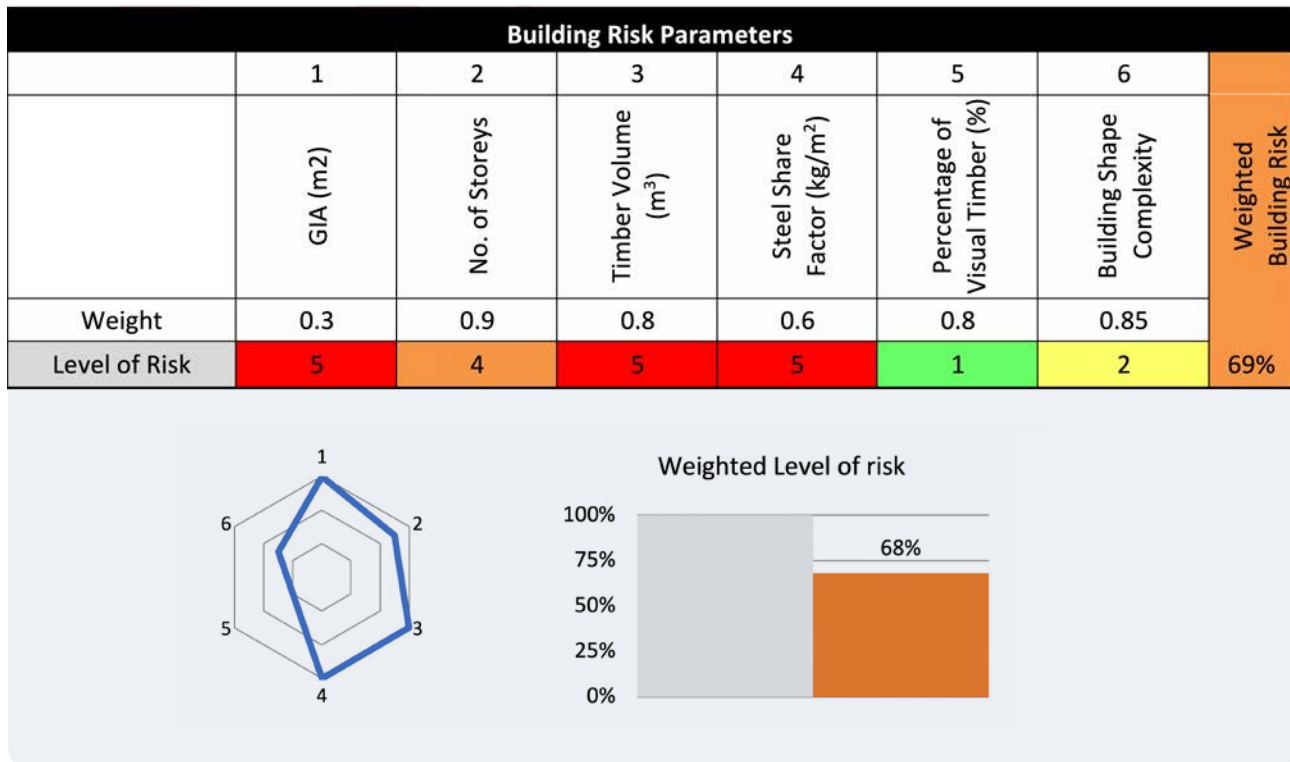 Building Risk Parameters
1 2 3 4 5 6
GIA (m2)
No. of Storeys
Timber Volume
(m³)
Steel Share
Factor (kg/m²)
Percentage of
Visual Timber (%)
Building Shape
Complexity
Weighted
Building Risk
Weight 0.3 0.9 0.8 0.6 0.8 0.85
Level of Risk 5 4 5 5 1 2 69%
1
6 2
5 3
4
Weighted Level of risk
100%
68%
75%
50%
25%
0%